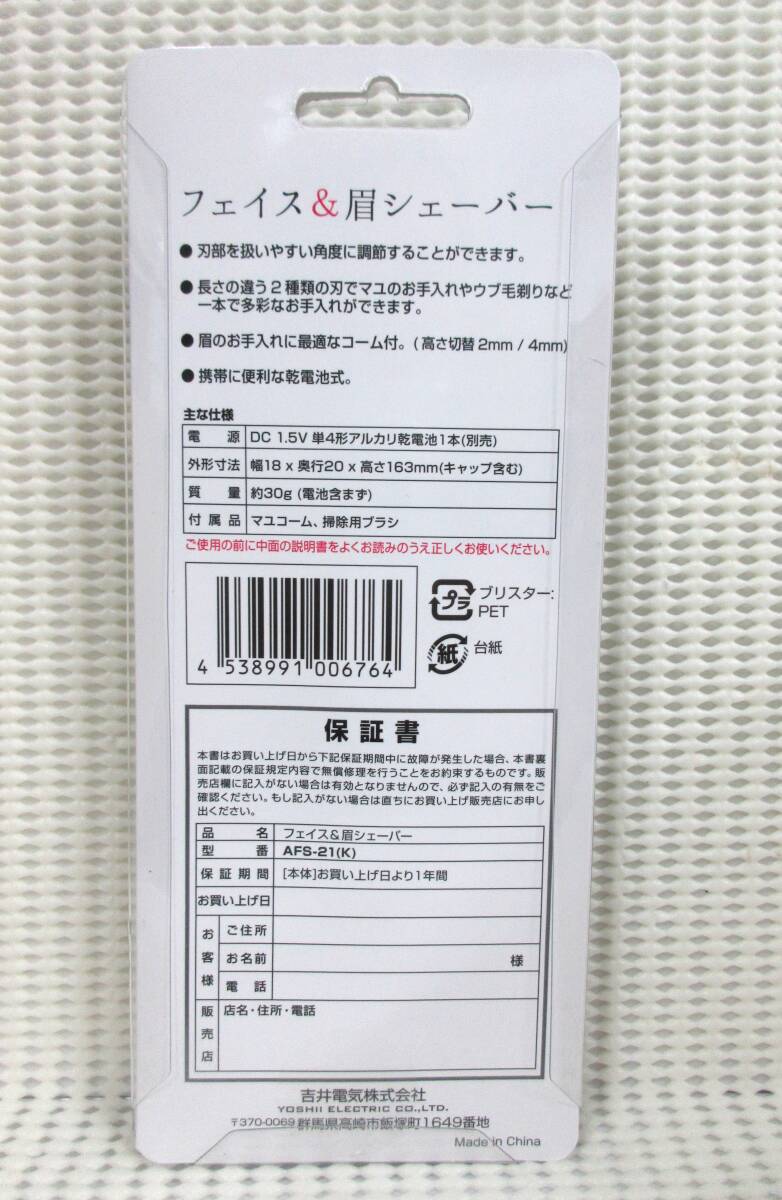 フェイス&眉シェーバー
● 刃部を扱いやすい角度に調節することができます。
● 長さの違う2種類の刃でマユのお手入れやウブ毛剃りなど
一本で多彩なお手入れができます。
● 眉のお手入れに最適なコーム付。(高さ切替2mm / 4mm)
● 携帯に便利な乾電池式。
主な仕様
電源 DC 1.5V 単4形アルカリ乾電池1本(別売)
外形寸法 幅18 x 奥行20 x 高さ163mm(キャップ含む)
質量 約30g (電池含まず)
付属品 マユコーム、掃除用ブラシ
ご使用の前に中面の説明書をよくお読みのうえ正しくお使いください。
4 538991 006764
プラ ブリスター:
PET
紙 台紙
保証書
本書はお買い上げ日から下記保証期間中に故障が発生した場合、本書裏
面記載の保証規定内容で無償修理を行うことをお約束するものです。販
売店欄に記入がない場合は有効となりませんので、必ず記入の有無をご
確認ください。もし記入がない場合は直ちにお買い上げ販売店にお申し
出ください。
品名 フェイス&眉シェーバー
型番 AFS-21(K)
保証期間 [本体]お買い上げ日より1年間
お買い上げ日
お客様 ご住所
お名前 様
電話
販売店 店名・住所・電話
吉井電気株式会社
YOSHII ELECTRIC CO.,LTD.
〒370-0069 群馬県高崎市飯塚町1649番地
Made in China